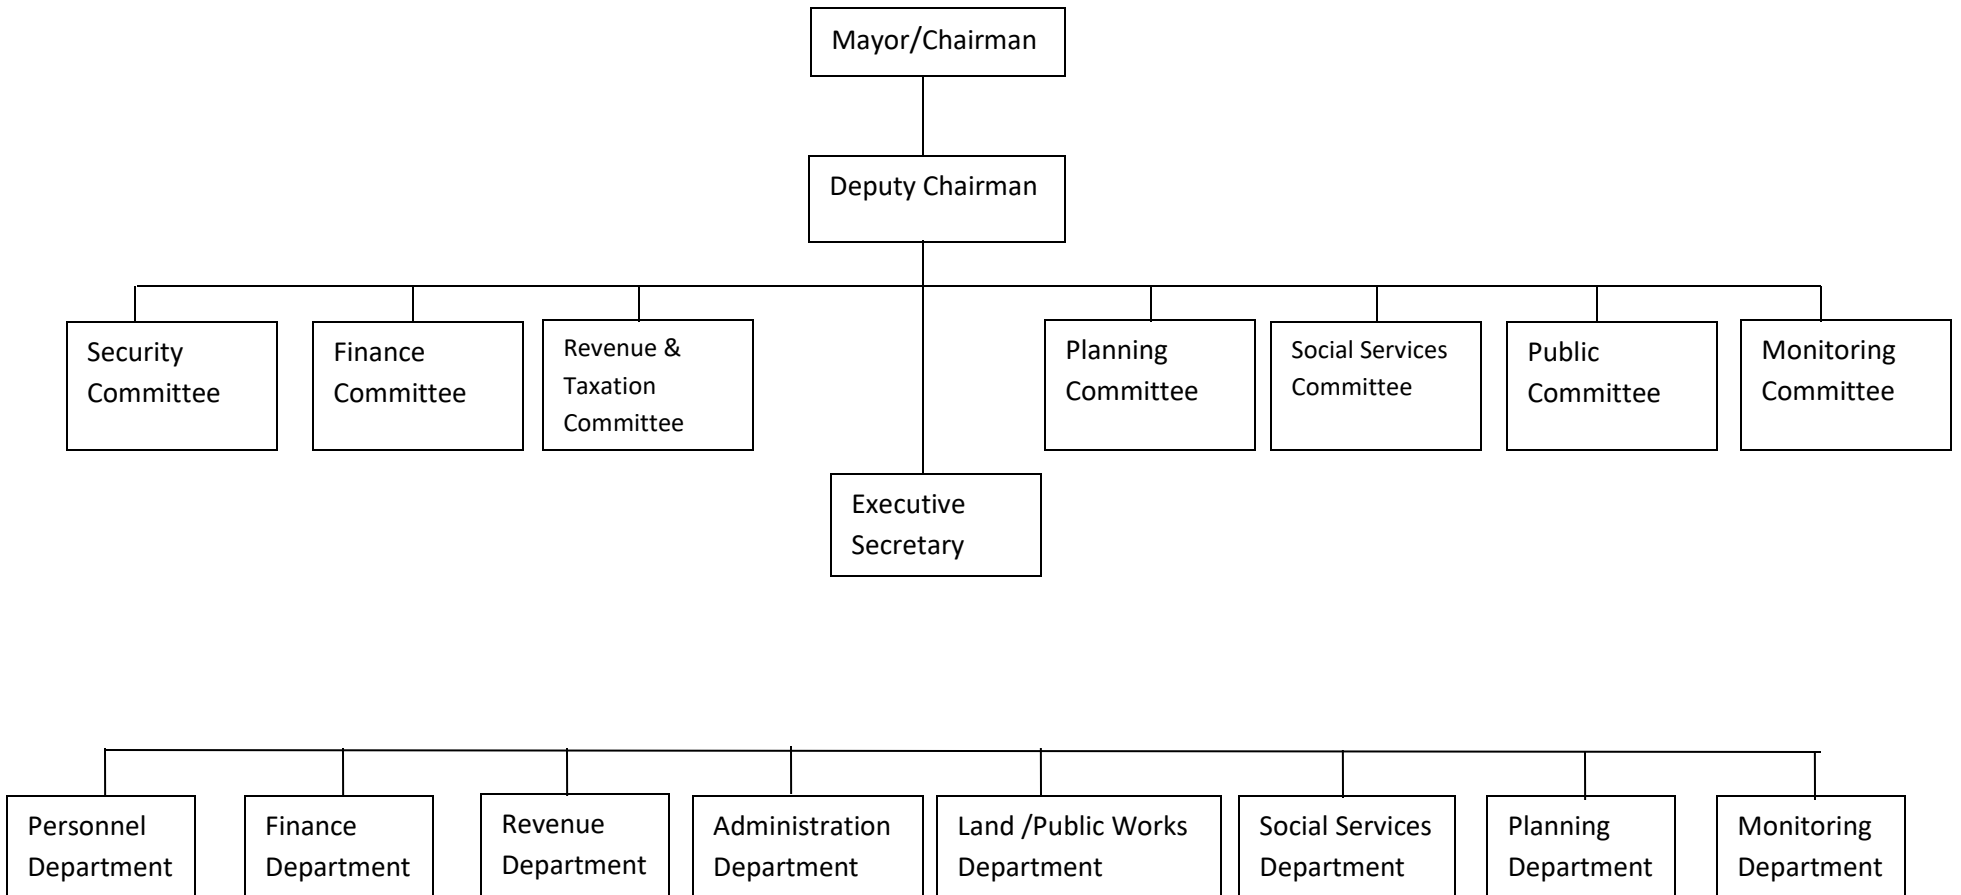 Mayor/Chairman
Deputy Chairman
Security
Committee
Finance
Committee
Revenue &
Taxation
Committee
Planning
Committee
Social Services
Committee
Public
Committee
Monitoring
Committee
Executive
Secretary
Personnel
Department
Finance
Department
Revenue
Department
Administration
Department
Land /Public Works
Department
Social Services
Department
Planning
Department
Monitoring
Department